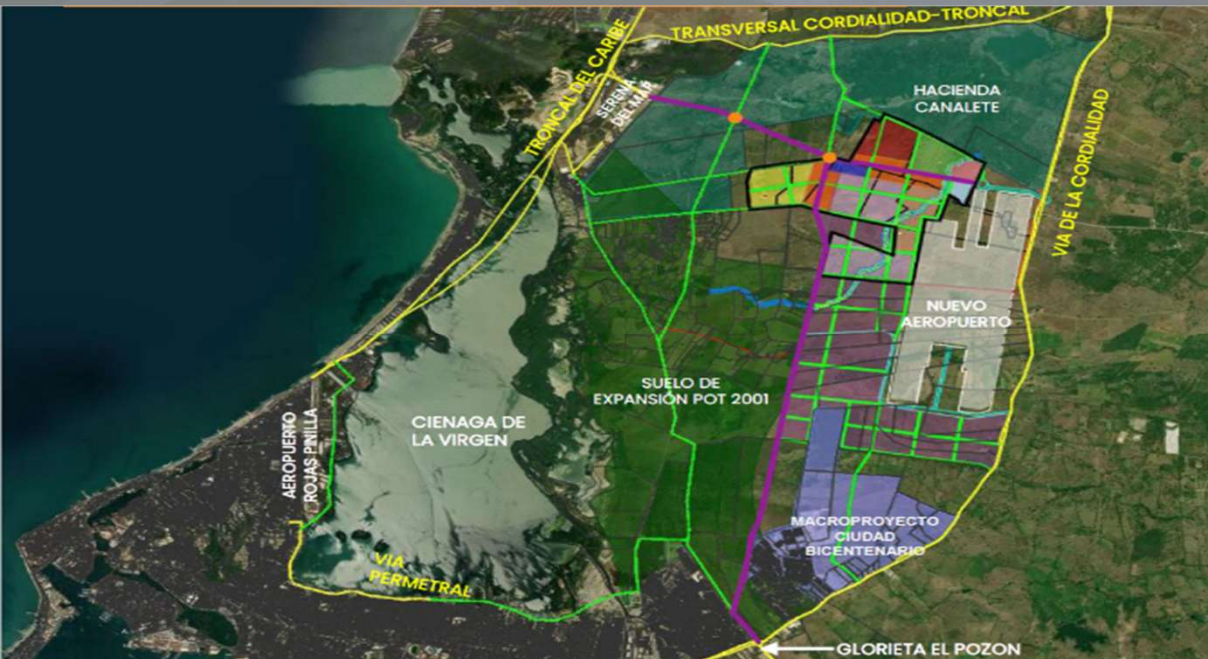 TRANSVERSAL CORDIALIDAD-TRONCAL
TRONCAL DEL CARIBE
SERENA
DEL MAR
HACIENDA
CANALETE
VIA DE LA CORDIALIDAD
NUEVO
AEROPUERTO
SUELO DE
EXPANSIÓN POT 2001
CIENAGA DE
LA VIRGEN
AEROPUERTO
ROJAS PINILLA
MACROPROYECTO
CIUDAD
BICENTENARIO
VIA
PERMETRAL
GLORIETA EL POZON